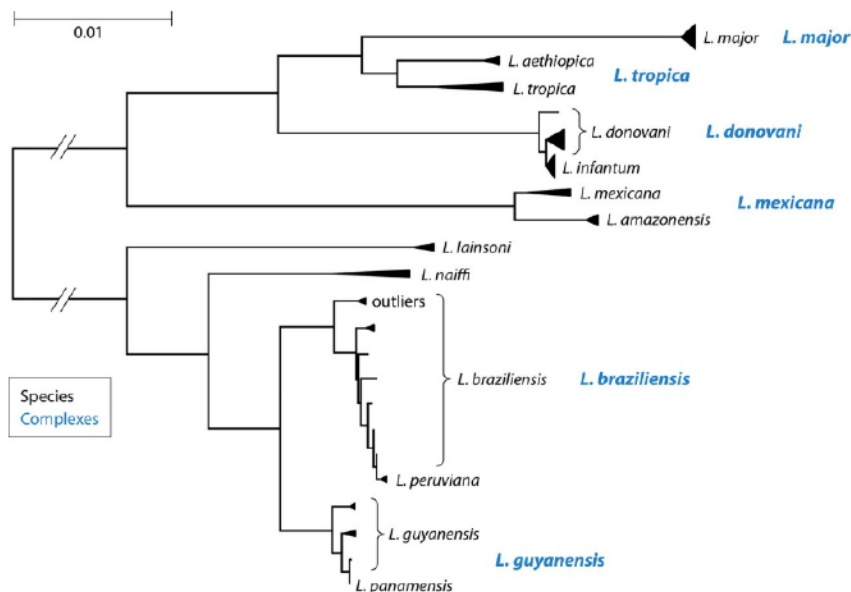 0.01
L. major L. major
L. aethiopica
L. tropica
L. tropica
L. donovani L. donovani
L. infantum
L. mexicana
L. mexicana
L. amazonensis
L. lainsoni
L. naiffi
outliers
L. braziliensis L. braziliensis
Species
Complexes
L. peruviana
L. guyanensis
L. guyanensis
L. panamensis